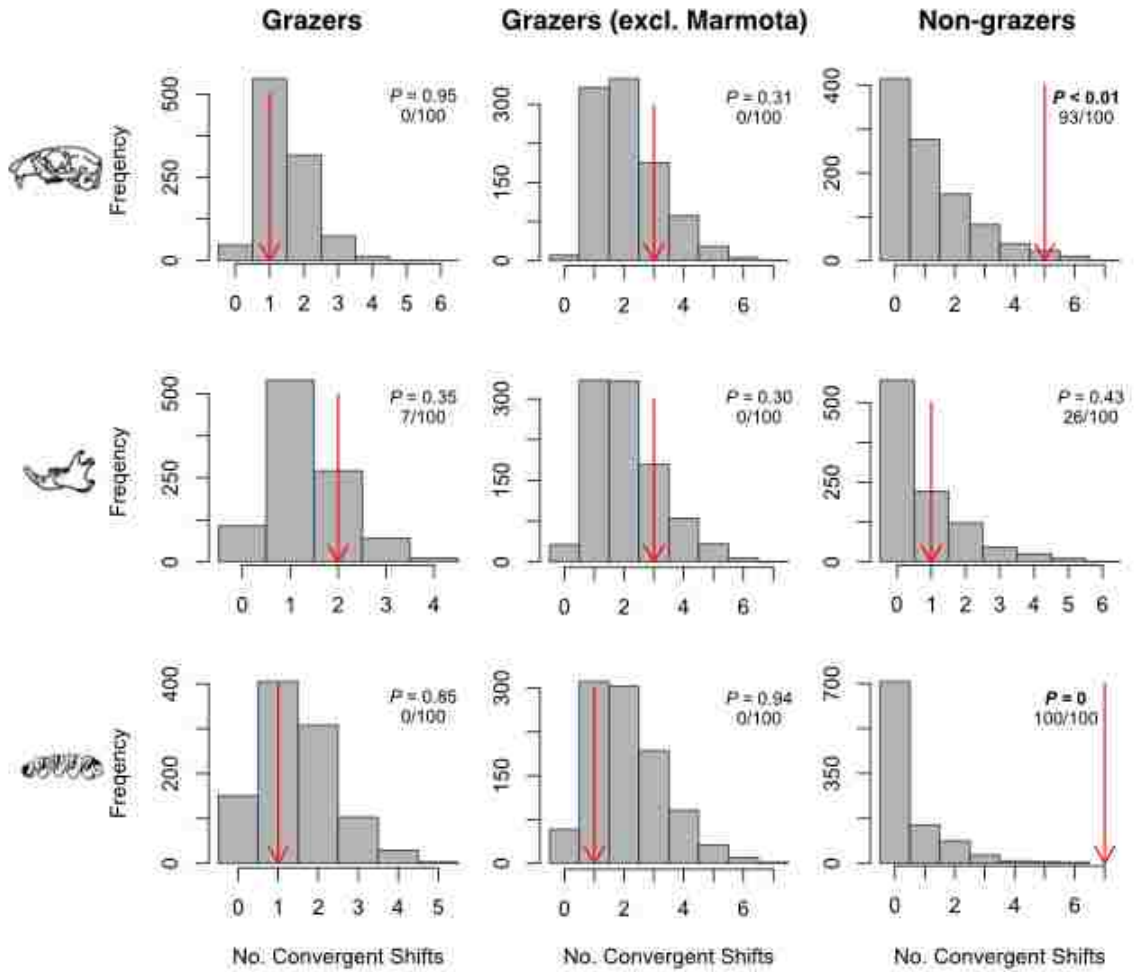 Grazers
Grazers (excl. Marmota)
Non-grazers
Freqency
0 250 500
P = 0.95
0/100
0 1 2 3 4 5 6
0 150 300
P = 0.31
0/100
0 2 4 6
0 200 400
P < 0.01
93/100
0 2 4 6
Freqency
0 250 500
P = 0.35
7/100
0 1 2 3 4
0 150 300
P = 0.30
0/100
0 2 4 6
0 250 500
P = 0.43
26/100
0 1 2 3 4 5 6
Freqency
0 200 400
P = 0.85
0/100
0 1 2 3 4 5
0 150 300
P = 0.94
0/100
0 2 4 6
0 350 700
P = 0
100/100
0 2 4 6
No. Convergent Shifts
No. Convergent Shifts
No. Convergent Shifts